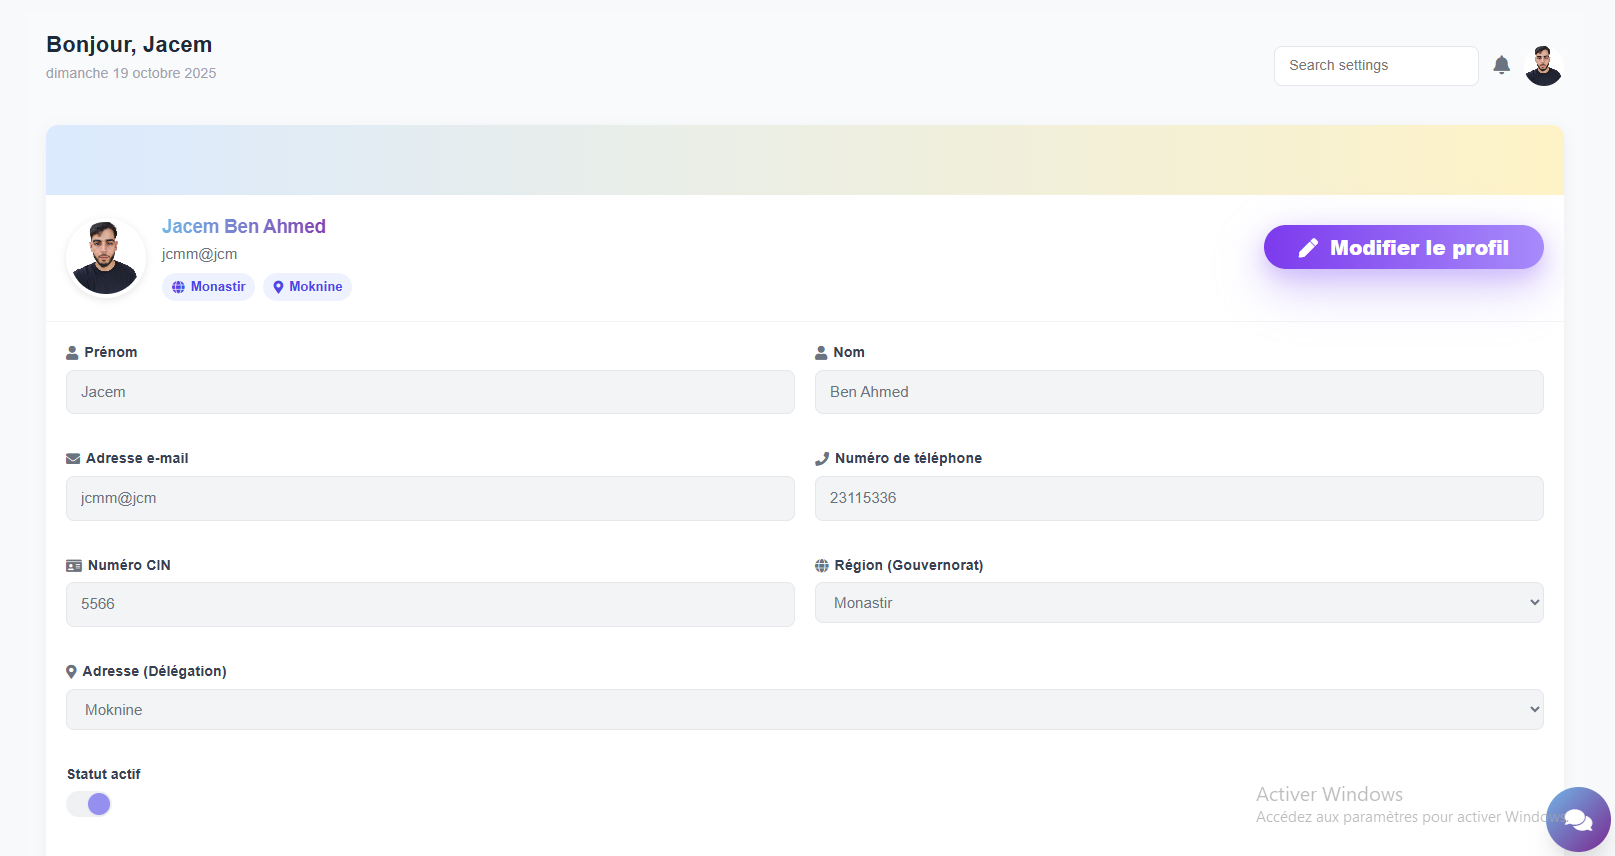 Bonjour, Jacem
dimanche 19 octobre 2025
Search settings
Jacem Ben Ahmed
jcmm@jcm
Monastir Moknine
Modifier le profil
Prénom
Jacem
Nom
Ben Ahmed
Adresse e-mail
jcmm@jcm
Numéro de téléphone
23115336
Numéro CIN
5566
Région (Gouvernorat)
Monastir
Adresse (Délégation)
Moknine
Statut actif
Activer Windows
Accédez aux paramètres pour activer Windows